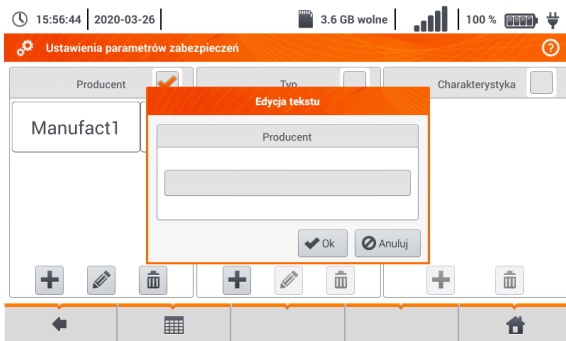 15:56:44 2020-03-26 3.6 GB wolne 100 %
Ustawienia parametrów zabezpieczeń
Producent Typ Charakterystyka
Edycja tekstu
Manufact1
Producent
Ok Anuluj